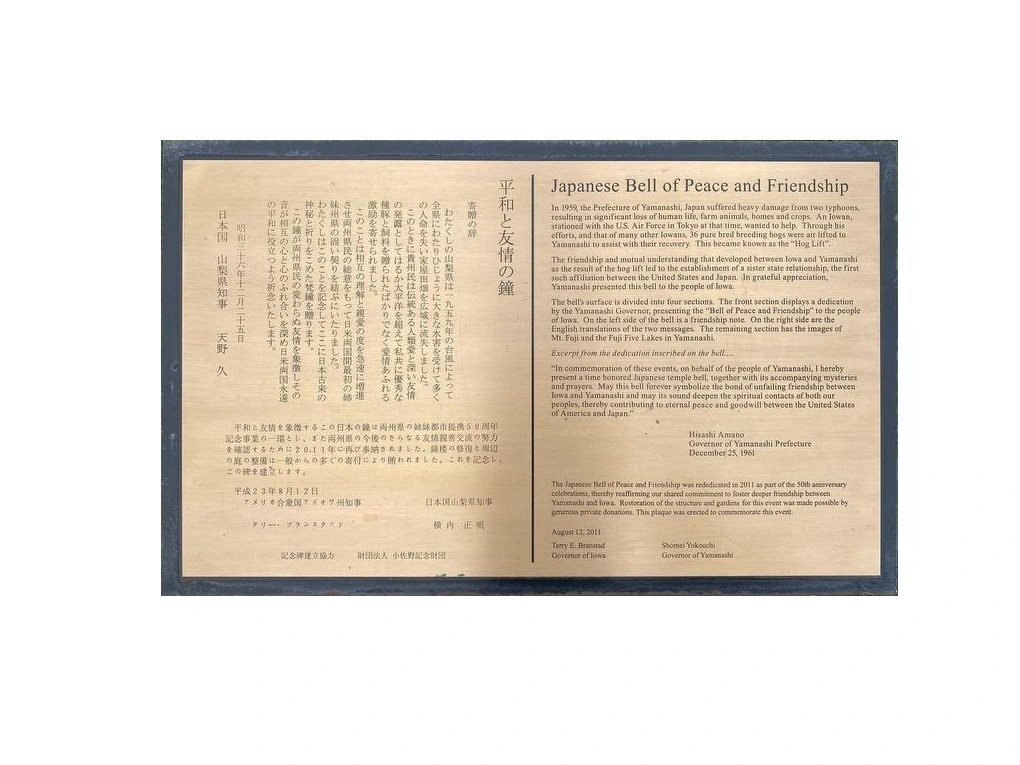 平和と友情の鐘
寄贈の辞
わたくしの山梨県は一九五九年の台風によって
全県にわたりひじょうに大きな水害を受けて多く
の人命を失い家屋田畑を広域に流失しました。
このときに貴州民は伝統ある人類愛と深い友情
の発露としてはるか太平洋を超えて私共に優秀な
種豚と飼料を贈られたばかりでなく愛情あふれる
激励を寄せられました。
このことは相互の理解と親愛の度を急速に増進
させ両州県民の総意をもって日米両国間最初の姉
妹州県の固い契りを結ぶにいたりました。
わたくしはこのことを記念してここに日本古来の
神秘と祈りをこめた梵鐘を贈ります。
この鐘が両州県民の変わらぬ友情を象徴しその
音が相互の心と心のふれ合いを深め日米両国永遠
の平和に役立つよう祈念いたします。
昭和三十六年十二月二十五日
日本国 山梨県知事 天野 久
平和と友情を象徴するこの日本の鐘は両州県の姉妹都市提携50周年
記念事業の一環とし、また両州県の今後のさらなる友情親善交流の努力
を確認するために2011年に再び奉納されました。鐘楼の修復と周辺
の庭の整備は一般からの多くの寄付により賄われました。これを記念し、
この碑を建立します。
平成23年8月12日
アメリカ合衆国アイオワ州知事 日本国山梨県知事
テリー・ブランスタッド 横内 正明
記念碑建立協力 財団法人 小佐野記念財団
Japanese Bell of Peace and Friendship
In 1959, the Prefecture of Yamanashi, Japan suffered heavy damage from two typhoons,
resulting in significant loss of human life, farm animals, homes and crops. An Iowan,
stationed with the U.S. Air Force in Tokyo at that time, wanted to help. Through his
efforts, and that of many other Iowans, 36 pure bred breeding hogs were air lifted to
Yamanashi to assist with their recovery. This became known as the “Hog Lift”.
The friendship and mutual understanding that developed between Iowa and Yamanashi
as the result of the hog lift led to the establishment of a sister state relationship, the first
such affiliation between the United States and Japan. In grateful appreciation,
Yamanashi presented this bell to the people of Iowa.
The bell’s surface is divided into four sections. The front section displays a dedication
by the Yamanashi Governor, presenting the “Bell of Peace and Friendship” to the people
of Iowa. On the left side of the bell is a friendship note. On the right side are the
English translations of the two messages. The remaining section has the images of
Mt. Fuji and the Fuji Five Lakes in Yamanashi.
Excerpt from the dedication inscribed on the bell.....
“In commemoration of these events, on behalf of the people of Yamanashi, I hereby
present a time honored Japanese temple bell, together with its accompanying mysteries
and prayers. May this bell forever symbolize the bond of unfailing friendship between
Iowa and Yamanashi and may its sound deepen the spiritual contacts of both our
peoples, thereby contributing to eternal peace and goodwill between the United States
of America and Japan.”
Hisashi Amano
Governor of Yamanashi Prefecture
December 25, 1961
The Japanese Bell of Peace and Friendship was rededicated in 2011 as part of the 50th anniversary
celebrations, thereby reaffirming our shared commitment to foster deeper friendship between
Yamanashi and Iowa. Restoration of the structure and gardens for this event was made possible by
generous private donations. This plaque was erected to commemorate this event.
August 12, 2011
Terry E. Branstad Shomei Yokouchi
Governor of Iowa Governor of Yamanashi